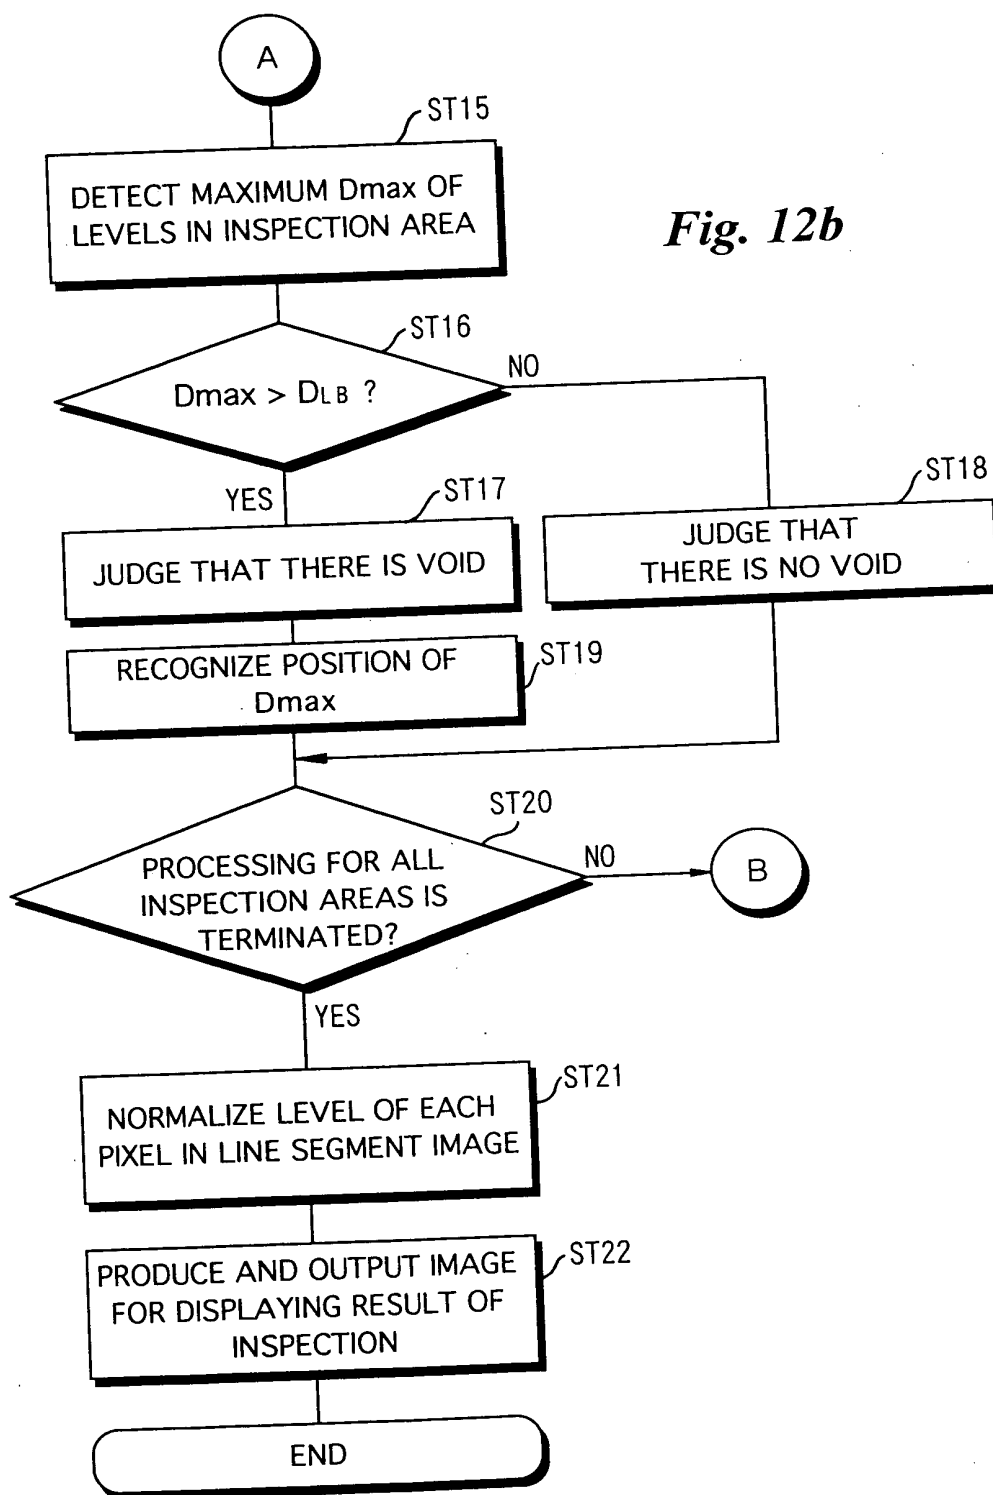 A
ST15
DETECT MAXIMUM Dmax OF
LEVELS IN INSPECTION AREA
Fig. 12b
ST16
Dmax > DLB ?
NO
YES
ST17
JUDGE THAT THERE IS VOID
ST18
JUDGE THAT
THERE IS NO VOID
RECOGNIZE POSITION OF
Dmax
ST19
ST20
PROCESSING FOR ALL
INSPECTION AREAS IS
TERMINATED?
NO
B
YES
ST21
NORMALIZE LEVEL OF EACH
PIXEL IN LINE SEGMENT IMAGE
ST22
PRODUCE AND OUTPUT IMAGE
FOR DISPLAYING RESULT OF
INSPECTION
END